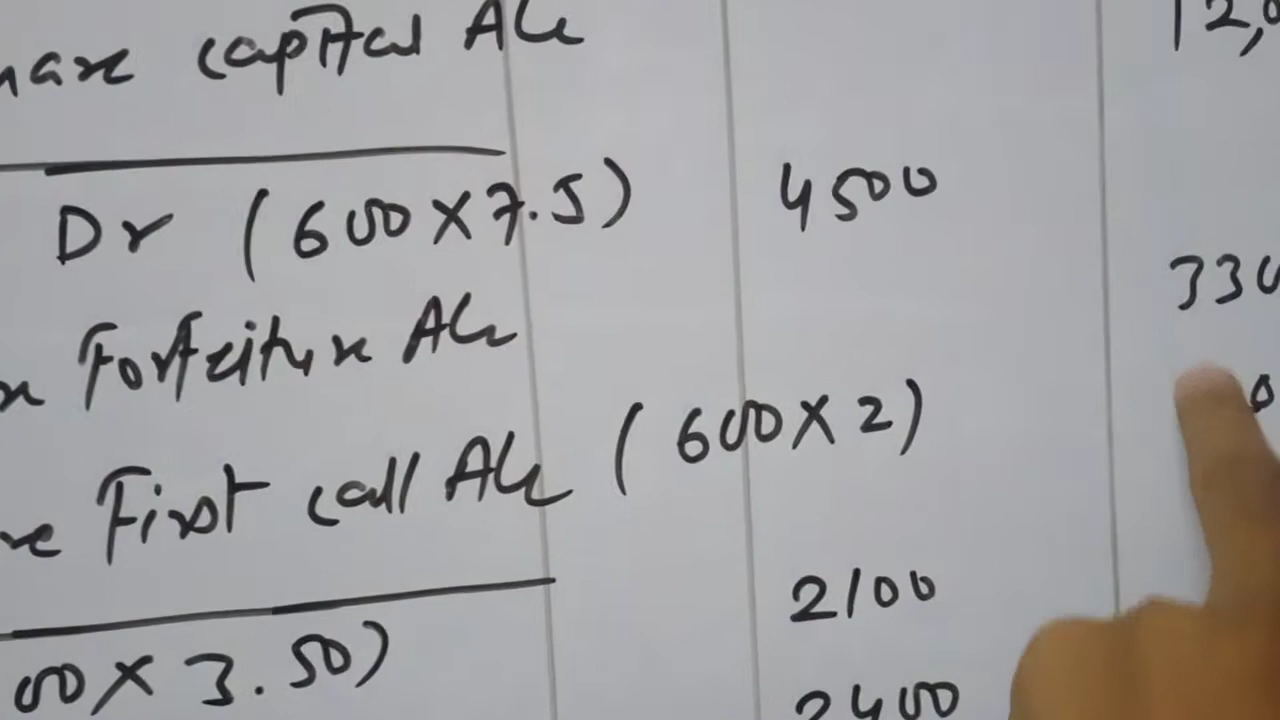 capital A/c 12,0
Dr (600 X 7.5) 4500
330
Forfeiture A/c
0
First call A/c (600 X 2)
2100
00 X 3.50)
2400